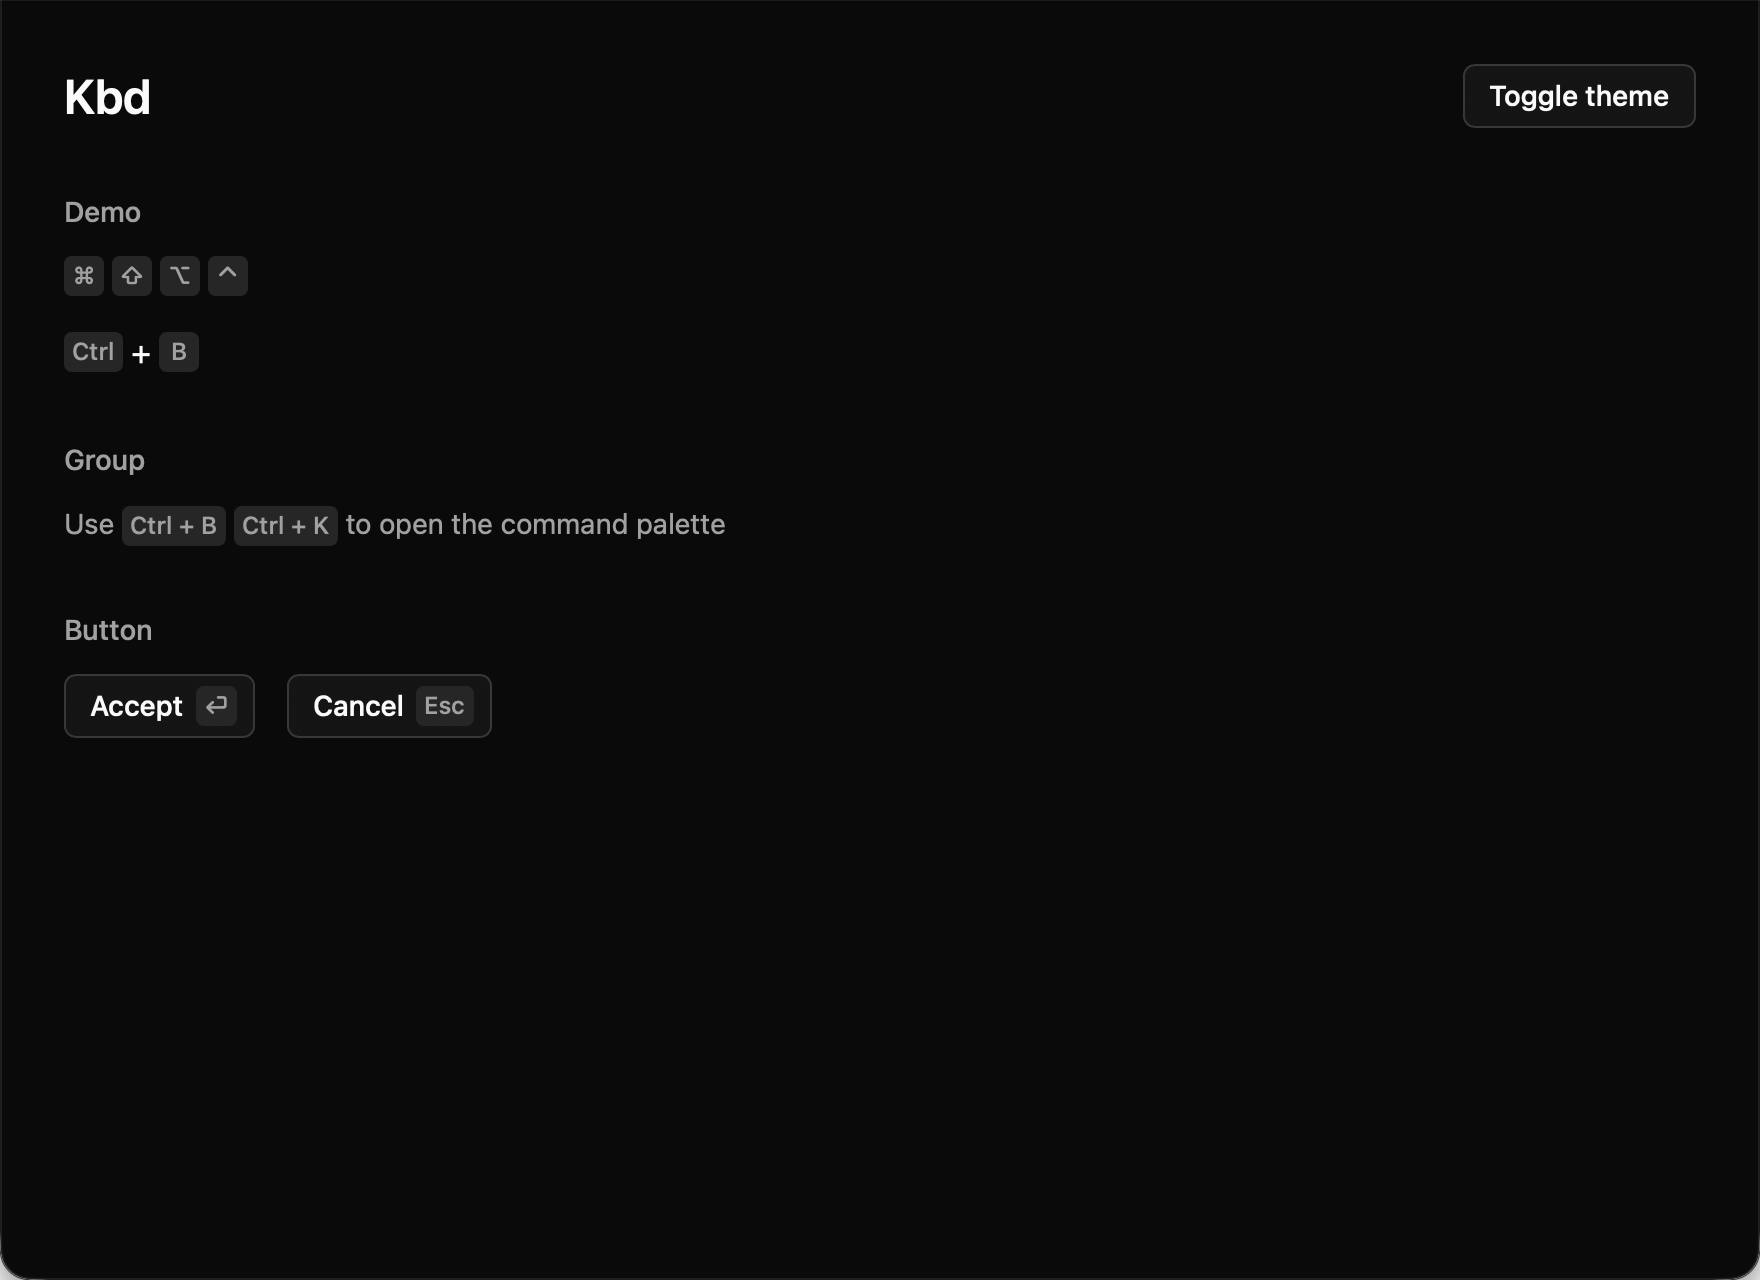 Kbd
Toggle theme
Demo
⌘ ⇧ ⌥ ⌃
Ctrl + B
Group
Use Ctrl + B Ctrl + K to open the command palette
Button
Accept ⏎ Cancel Esc